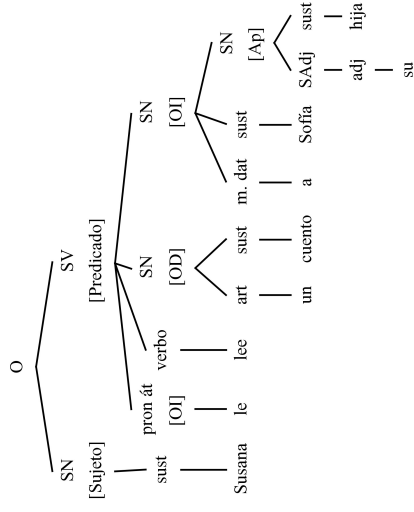 O
SN SV
[Sujeto] [Predicado]
pron át SN SN
sust verbo
[OI] [OD] [OI]
SN
Susana le lee art sust m. dat sust
[Ap]
un cuento a Sofía SAdj sust
adj hija
su